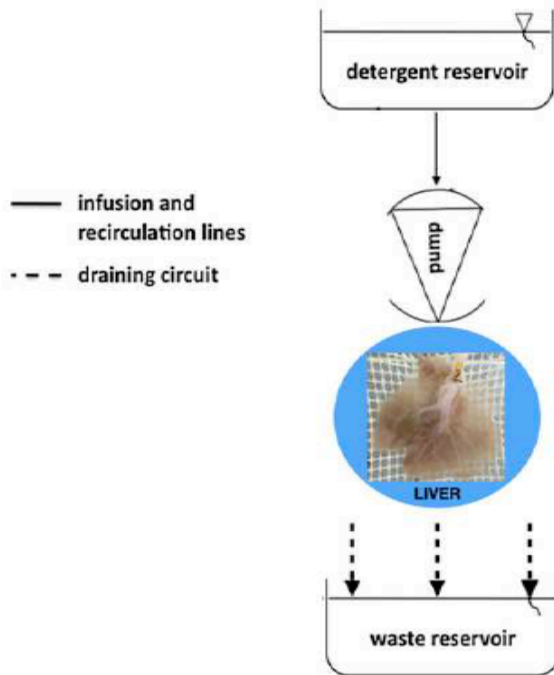 detergent reservoir
infusion and
recirculation lines
draining circuit
pump
LIVER
waste reservoir